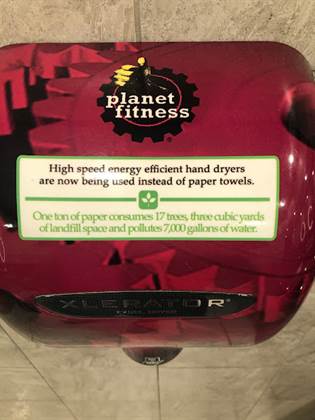 planet
fitness®
High speed energy efficient hand dryers
are now being used instead of paper towels.
One ton of paper consumes 17 trees, three cubic yards
of landfill space and pollutes 7,000 gallons of water.
XLERATOR®